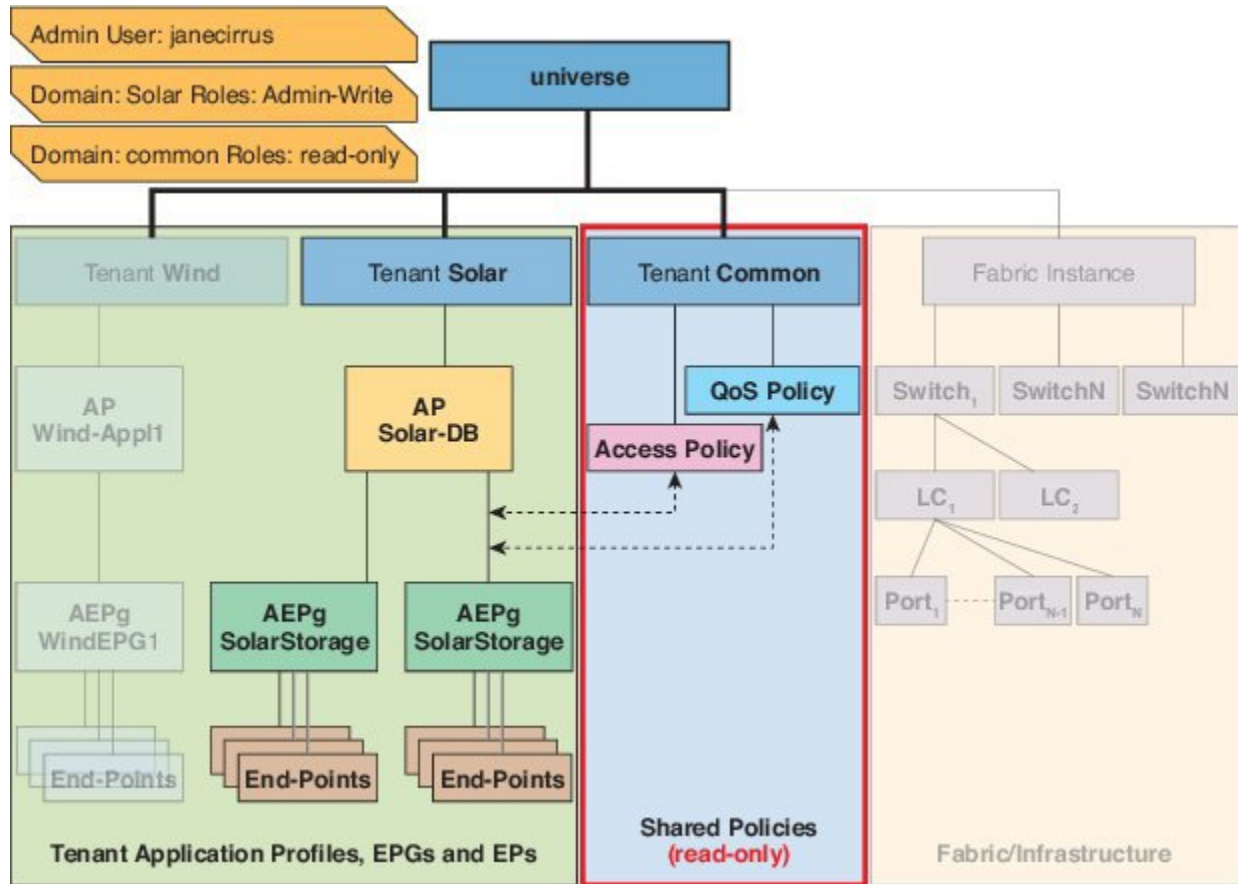 Admin User: janecirrus
Domain: Solar Roles: Admin-Write
Domain: common Roles: read-only
universe
Tenant Wind
Tenant Solar
Tenant Common
Fabric Instance
AP
Wind-Appl1
AP
Solar-DB
QoS Policy
Access Policy
Switch1
SwitchN
SwitchN
LC1
LC2
Port1
PortN-1
PortN
AEPg
WindEPG1
AEPg
SolarStorage
AEPg
SolarStorage
End-Points
End-Points
End-Points
Tenant Application Profiles, EPGs and EPs
Shared Policies
(read-only)
Fabric/Infrastructure